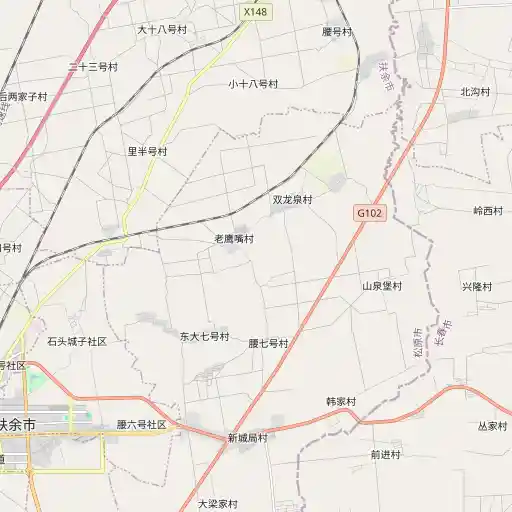 X148
大十八号村
腰号村
三十三号村
扶余市
小十八号村
北沟村
后两家子村
里半号村
双龙泉村
岭西村
G102
老鹰嘴村
号村
山泉堡村
兴隆村
松原市
长春市
石头城子社区
东大七号村
腰七号村
号社区
韩家村
扶余市
腰六号社区
新城局村
丛家村
前进村
大梁家村